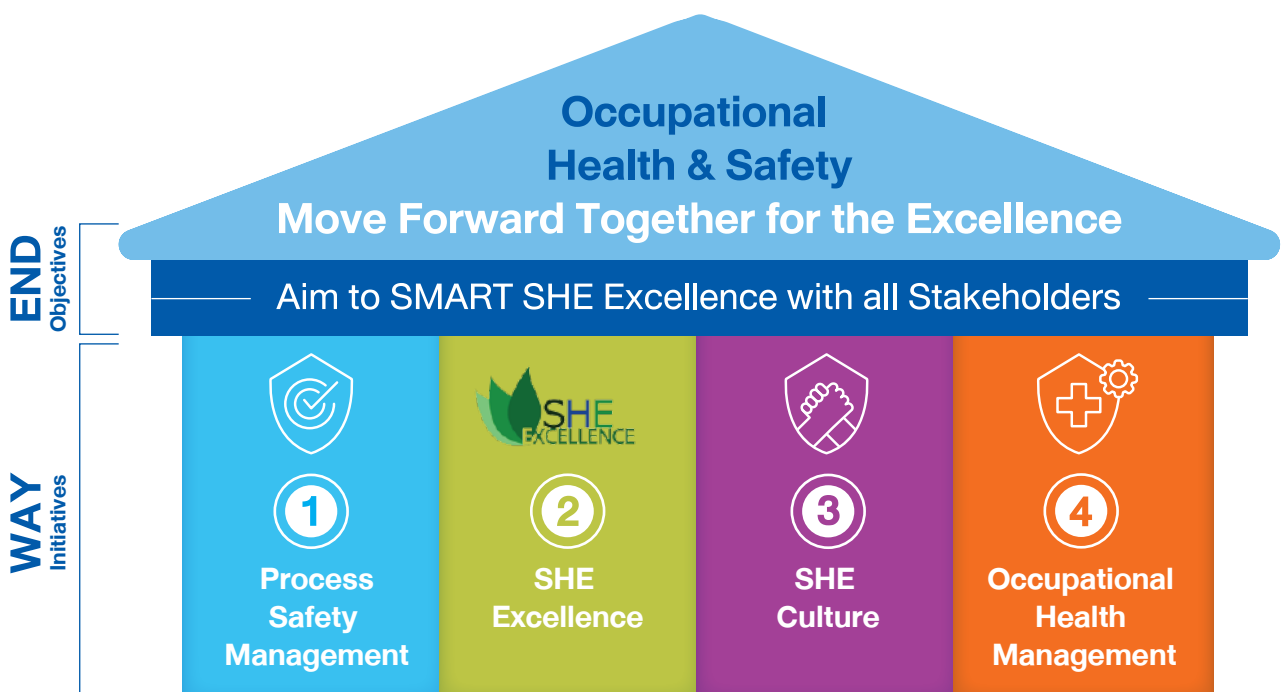 Occupational
Health & Safety
Move Forward Together for the Excellence
END
Objectives
Aim to SMART SHE Excellence with all Stakeholders
WAY
Initiatives
SHE
EXCELLENCE
1
Process
Safety
Management
2
SHE
Excellence
3
SHE
Culture
4
Occupational
Health
Management